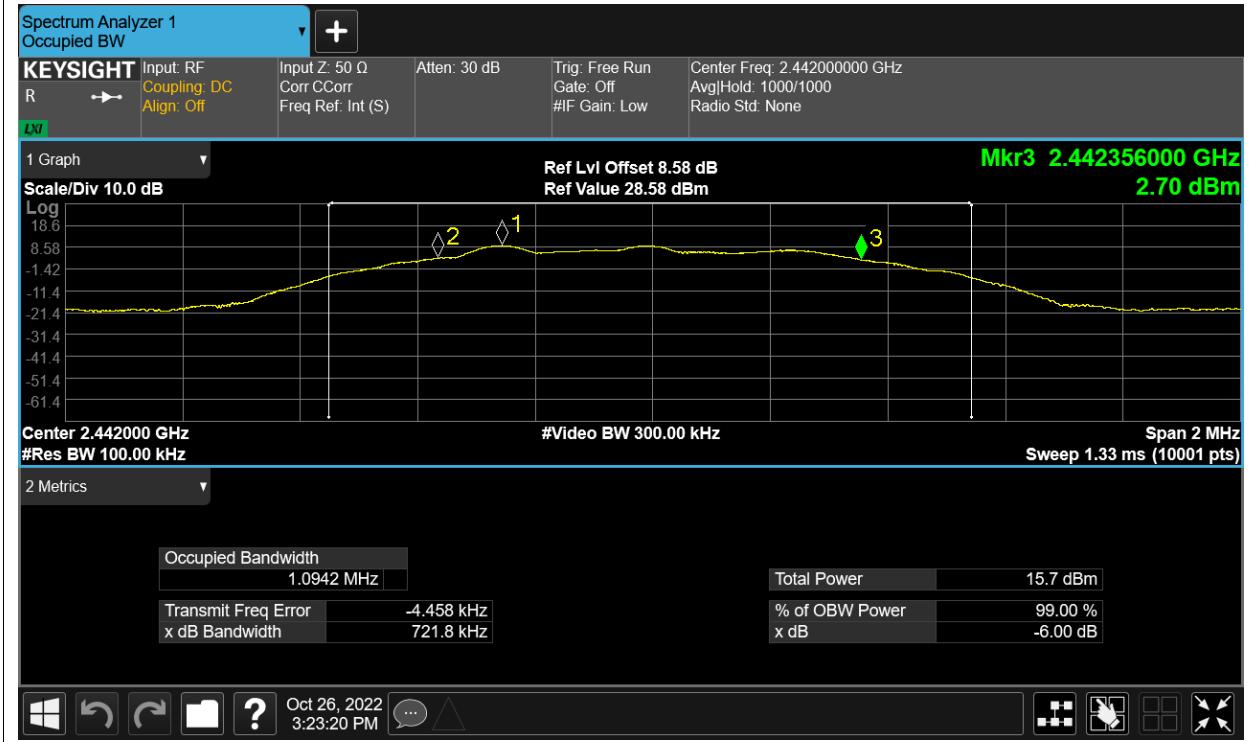 Spectrum Analyzer 1
Occupied BW
KEYSIGHT
R
LXI
Input: RF
Coupling: DC
Align: Off
Input Z: 50 Ω
Corr CCorr
Freq Ref: Int (S)
Atten: 30 dB
Trig: Free Run
Gate: Off
#IF Gain: Low
Center Freq: 2.442000000 GHz
Avg|Hold: 1000/1000
Radio Std: None
1 Graph
Scale/Div 10.0 dB
Ref Lvl Offset 8.58 dB
Ref Value 28.58 dBm
Mkr3 2.442356000 GHz
2.70 dBm
Log
18.6
8.58
-1.42
-11.4
-21.4
-31.4
-41.4
-51.4
-61.4
2
1
3
Center 2.442000 GHz
#Video BW 300.00 kHz
Span 2 MHz
#Res BW 100.00 kHz
Sweep 1.33 ms (10001 pts)
2 Metrics
Occupied Bandwidth
1.0942 MHz
Total Power 15.7 dBm
Transmit Freq Error -4.458 kHz
% of OBW Power 99.00 %
x dB Bandwidth 721.8 kHz
x dB -6.00 dB
?
Oct 26, 2022
3:23:20 PM